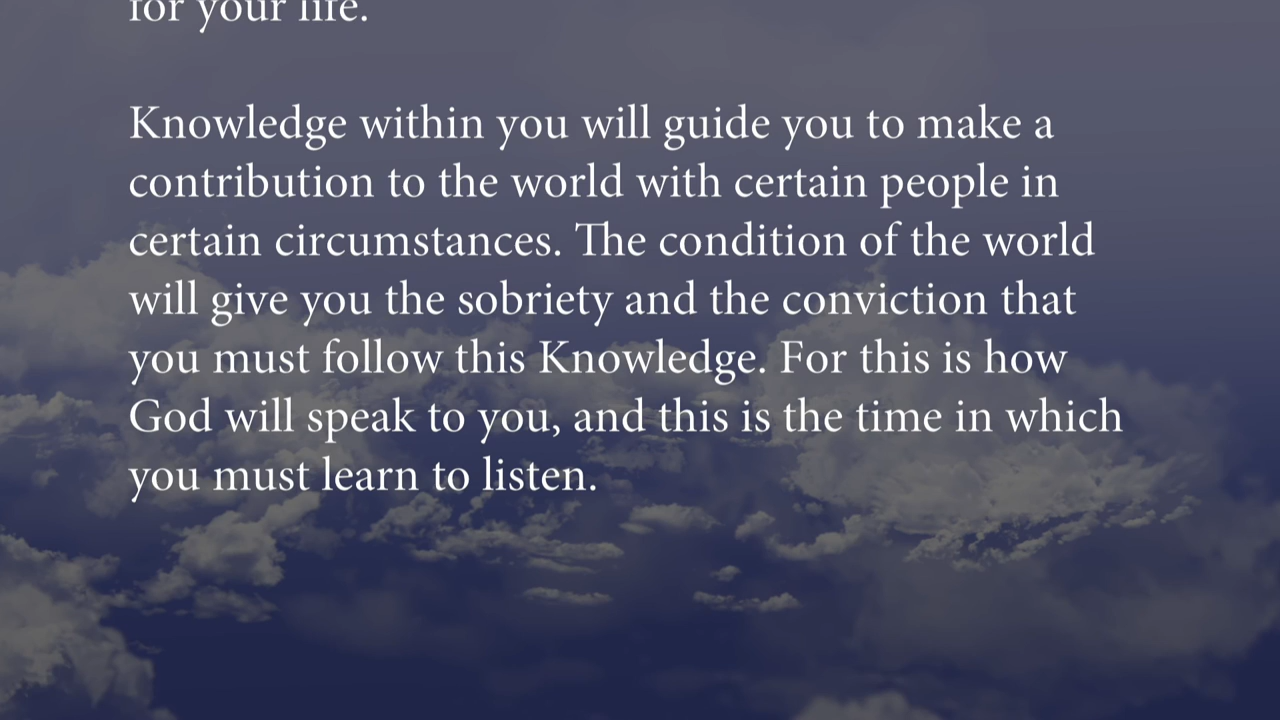 for your life.
Knowledge within you will guide you to make a
contribution to the world with certain people in
certain circumstances. The condition of the world
will give you the sobriety and the conviction that
you must follow this Knowledge. For this is how
God will speak to you, and this is the time in which
you must learn to listen.